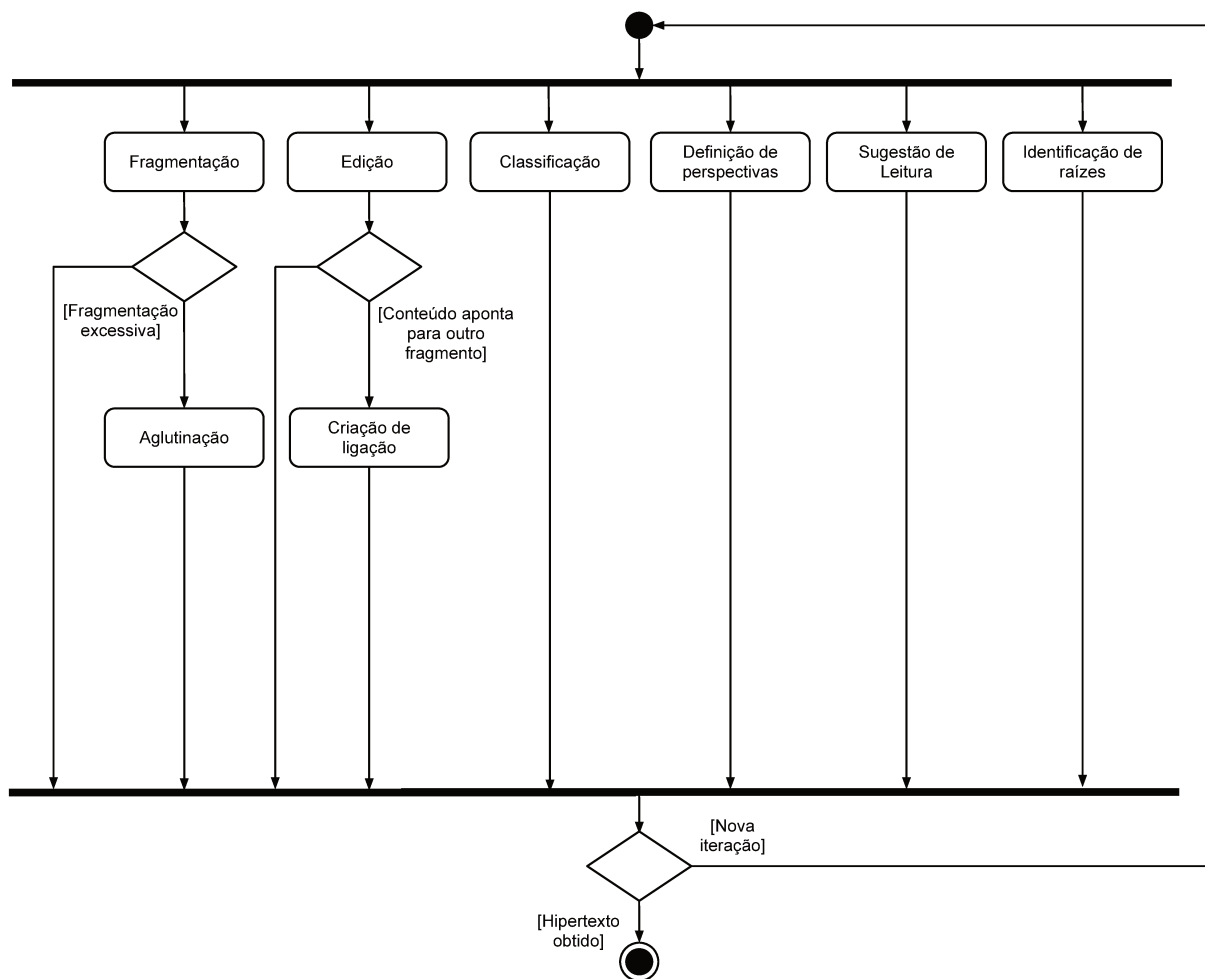 Fragmentação
Edição
Classificação
Definição de
perspectivas
Sugestão de
Leitura
Identificação de
raízes
[Fragmentação
excessiva]
[Conteúdo aponta
para outro
fragmento]
Aglutinação
Criação de
ligação
[Nova
iteração]
[Hipertexto
obtido]